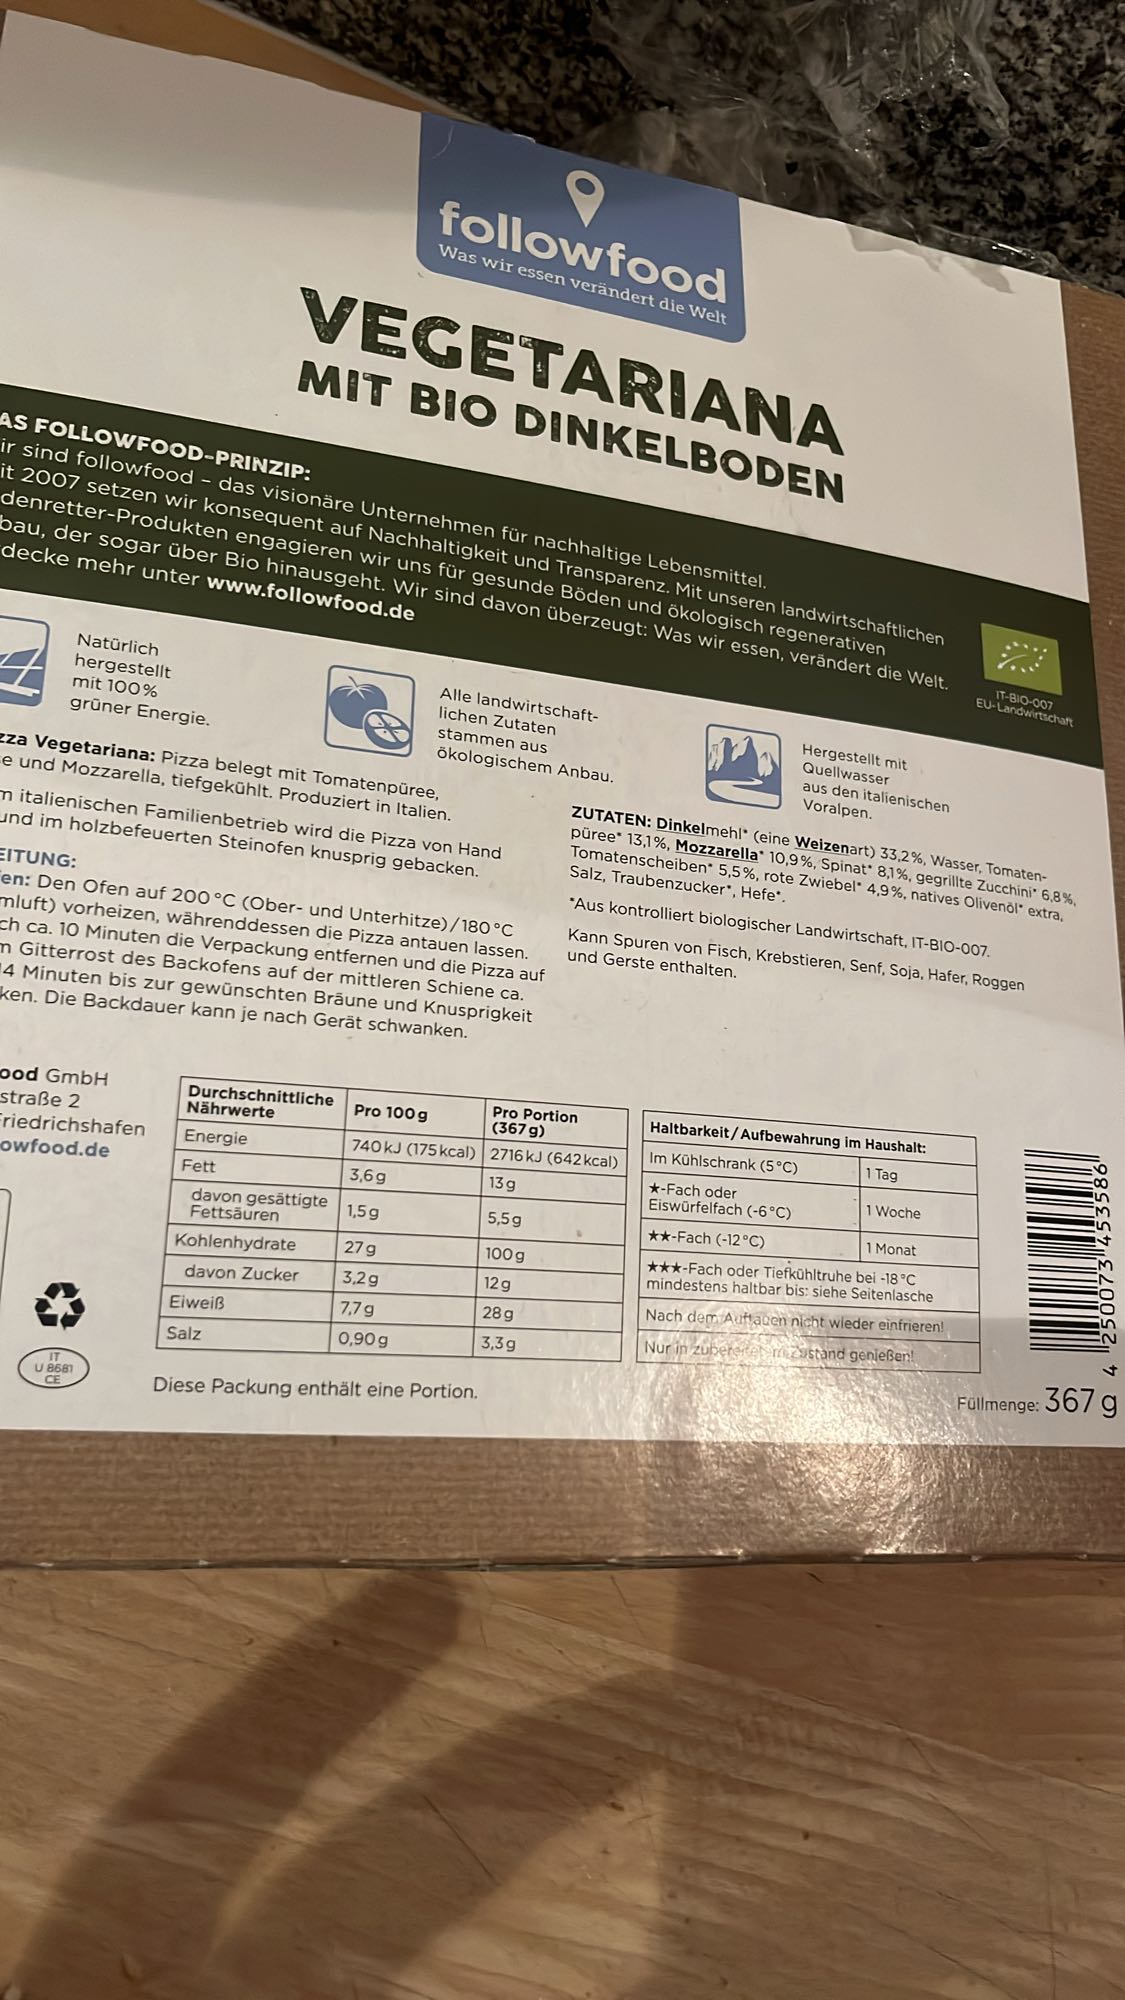 followfood
Was wir essen verändert die Welt
VEGETARIANA
MIT BIO DINKELBODEN
AS FOLLOWFOOD-PRINZIP:
ir sind followfood – das visionäre Unternehmen für nachhaltige Lebensmittel.
it 2007 setzen wir konsequent auf Nachhaltigkeit und Transparenz. Mit unseren landwirtschaftlichen
denretter-Produkten engagieren wir uns für gesunde Böden und ökologisch regenerativen
bau, der sogar über Bio hinausgeht. Wir sind davon überzeugt: Was wir essen, verändert die Welt.
decke mehr unter www.followfood.de
IT-BIO-007
EU-Landwirtschaft
Natürlich
hergestellt
mit 100%
grüner Energie.
Alle landwirtschaft-
lichen Zutaten
stammen aus
ökologischem Anbau.
Hergestellt mit
Quellwasser
aus den italienischen
Voralpen.
zza Vegetariana: Pizza belegt mit Tomatenpüree,
e und Mozzarella, tiefgekühlt. Produziert in Italien.
m italienischen Familienbetrieb wird die Pizza von Hand
und im holzbefeuerten Steinofen knusprig gebacken.
EITUNG:
en: Den Ofen auf 200 °C (Ober- und Unterhitze)/180 °C
mluft) vorheizen, währenddessen die Pizza antauen lassen.
ch ca. 10 Minuten die Verpackung entfernen und die Pizza auf
m Gitterrost des Backofens auf der mittleren Schiene ca.
14 Minuten bis zur gewünschten Bräune und Knusprigkeit
ken. Die Backdauer kann je nach Gerät schwanken.
ZUTATEN: Dinkelmehl* (eine Weizenart) 33,2%, Wasser, Tomaten-
püree* 13,1%, Mozzarella* 10,9%, Spinat* 8,1%, gegrillte Zucchini* 6,8%,
Tomatenscheiben* 5,5%, rote Zwiebel* 4,9%, natives Olivenöl* extra,
Salz, Traubenzucker*, Hefe*.
*Aus kontrolliert biologischer Landwirtschaft, IT-BIO-007.
Kann Spuren von Fisch, Krebstieren, Senf, Soja, Hafer, Roggen
und Gerste enthalten.
ood GmbH
straße 2
Friedrichshafen
owfood.de
IT
U 8681
CE
Durchschnittliche Nährwerte Pro 100 g Pro Portion (367 g)
Energie 740 kJ (175 kcal) 2716 kJ (642 kcal)
Fett 3,6 g 13 g
davon gesättigte Fettsäuren 1,5 g 5,5 g
Kohlenhydrate 27 g 100 g
davon Zucker 3,2 g 12 g
Eiweiß 7,7 g 28 g
Salz 0,90 g 3,3 g
Diese Packung enthält eine Portion.
Haltbarkeit/Aufbewahrung im Haushalt:
Im Kühlschrank (5 °C) 1 Tag
★-Fach oder
Eiswürfelfach (-6 °C) 1 Woche
★★-Fach (-12 °C) 1 Monat
★★★-Fach oder Tiefkühltruhe bei -18 °C
mindestens haltbar bis: siehe Seitenlasche
Nach dem Auftauen nicht wieder einfrieren!
Nur in zubereitetem Zustand genießen!
4 250073 453586
Füllmenge: 367 g